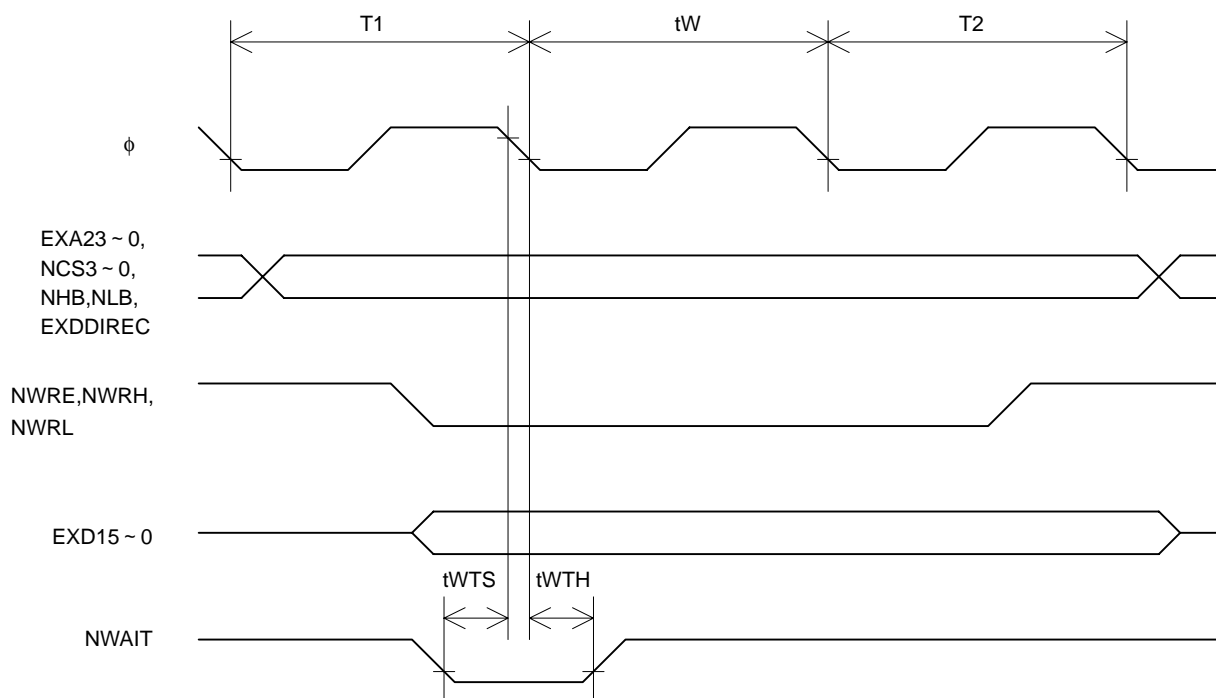 T1 tW T2
ϕ
EXA23 ~ 0,
NCS3 ~ 0,
NHB,NLB,
EXDDIREC
NWRE,NWRH,
NWRL
EXD15 ~ 0
tWTS tWTH
NWAIT